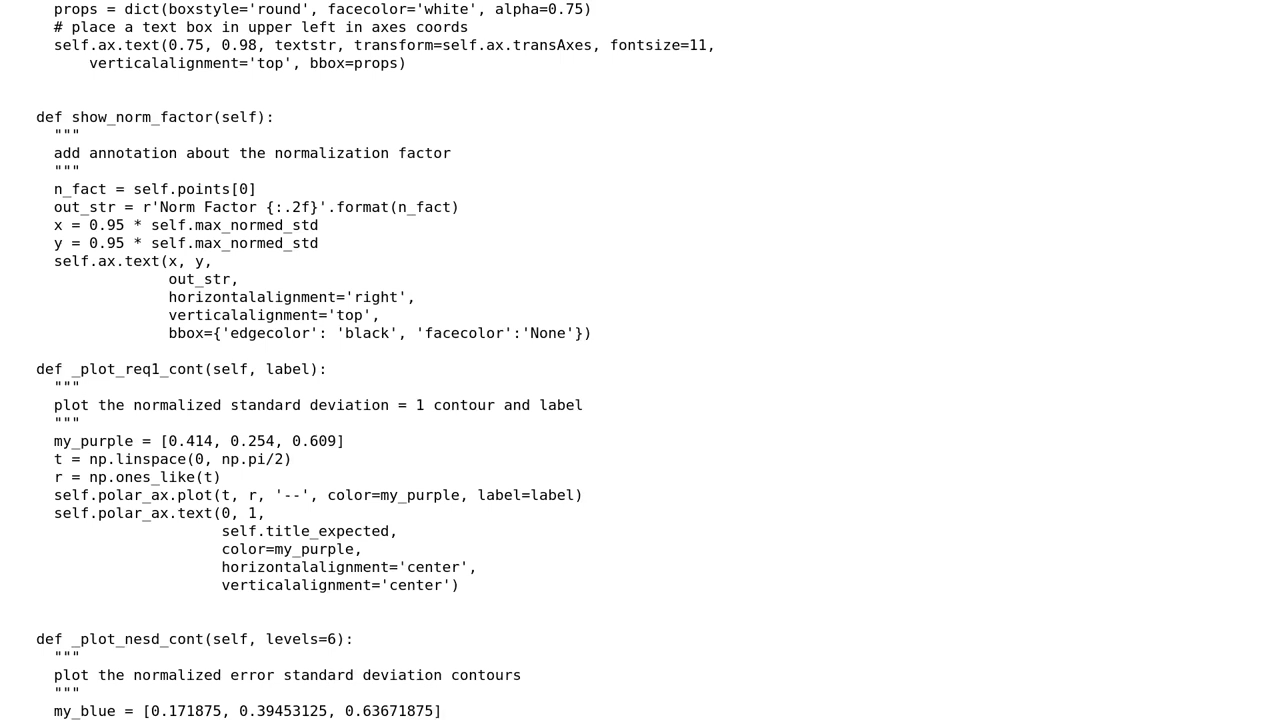 props = dict(boxstyle='round', facecolor='white', alpha=0.75)
  # place a text box in upper left in axes coords
  self.ax.text(0.75, 0.98, textstr, transform=self.ax.transAxes, fontsize=11,
      verticalalignment='top', bbox=props)


def show_norm_factor(self):
  """
  add annotation about the normalization factor
  """
  n_fact = self.points[0]
  out_str = r'Norm Factor {:.2f}'.format(n_fact)
  x = 0.95 * self.max_normed_std
  y = 0.95 * self.max_normed_std
  self.ax.text(x, y,
               out_str,
               horizontalalignment='right',
               verticalalignment='top',
               bbox={'edgecolor': 'black', 'facecolor':'None'})

def _plot_req1_cont(self, label):
  """
  plot the normalized standard deviation = 1 contour and label
  """
  my_purple = [0.414, 0.254, 0.609]
  t = np.linspace(0, np.pi/2)
  r = np.ones_like(t)
  self.polar_ax.plot(t, r, '--', color=my_purple, label=label)
  self.polar_ax.text(0, 1,
                     self.title_expected,
                     color=my_purple,
                     horizontalalignment='center',
                     verticalalignment='center')


def _plot_nesd_cont(self, levels=6):
  """
  plot the normalized error standard deviation contours
  """
  my_blue = [0.171875, 0.39453125, 0.63671875]